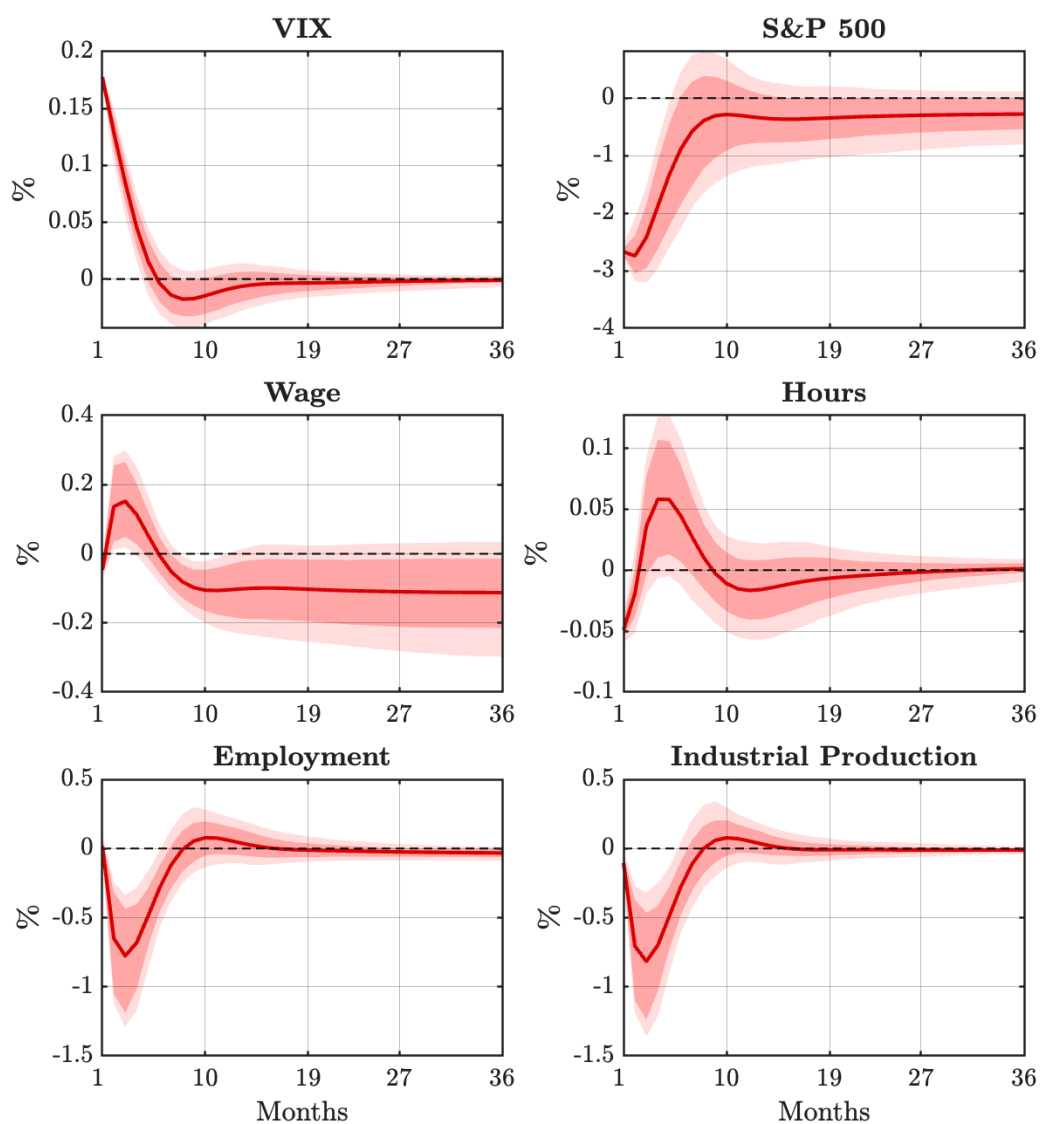 VIX
0.2
0.15
0.1
0.05
0
%
1 10 19 27 36
S&P 500
0
-1
-2
-3
-4
%
1 10 19 27 36
Wage
0.4
0.2
0
-0.2
-0.4
%
1 10 19 27 36
Hours
0.1
0.05
0
-0.05
-0.1
%
1 10 19 27 36
Employment
0.5
0
-0.5
-1
-1.5
%
1 10 19 27 36
Months
Industrial Production
0.5
0
-0.5
-1
-1.5
%
1 10 19 27 36
Months